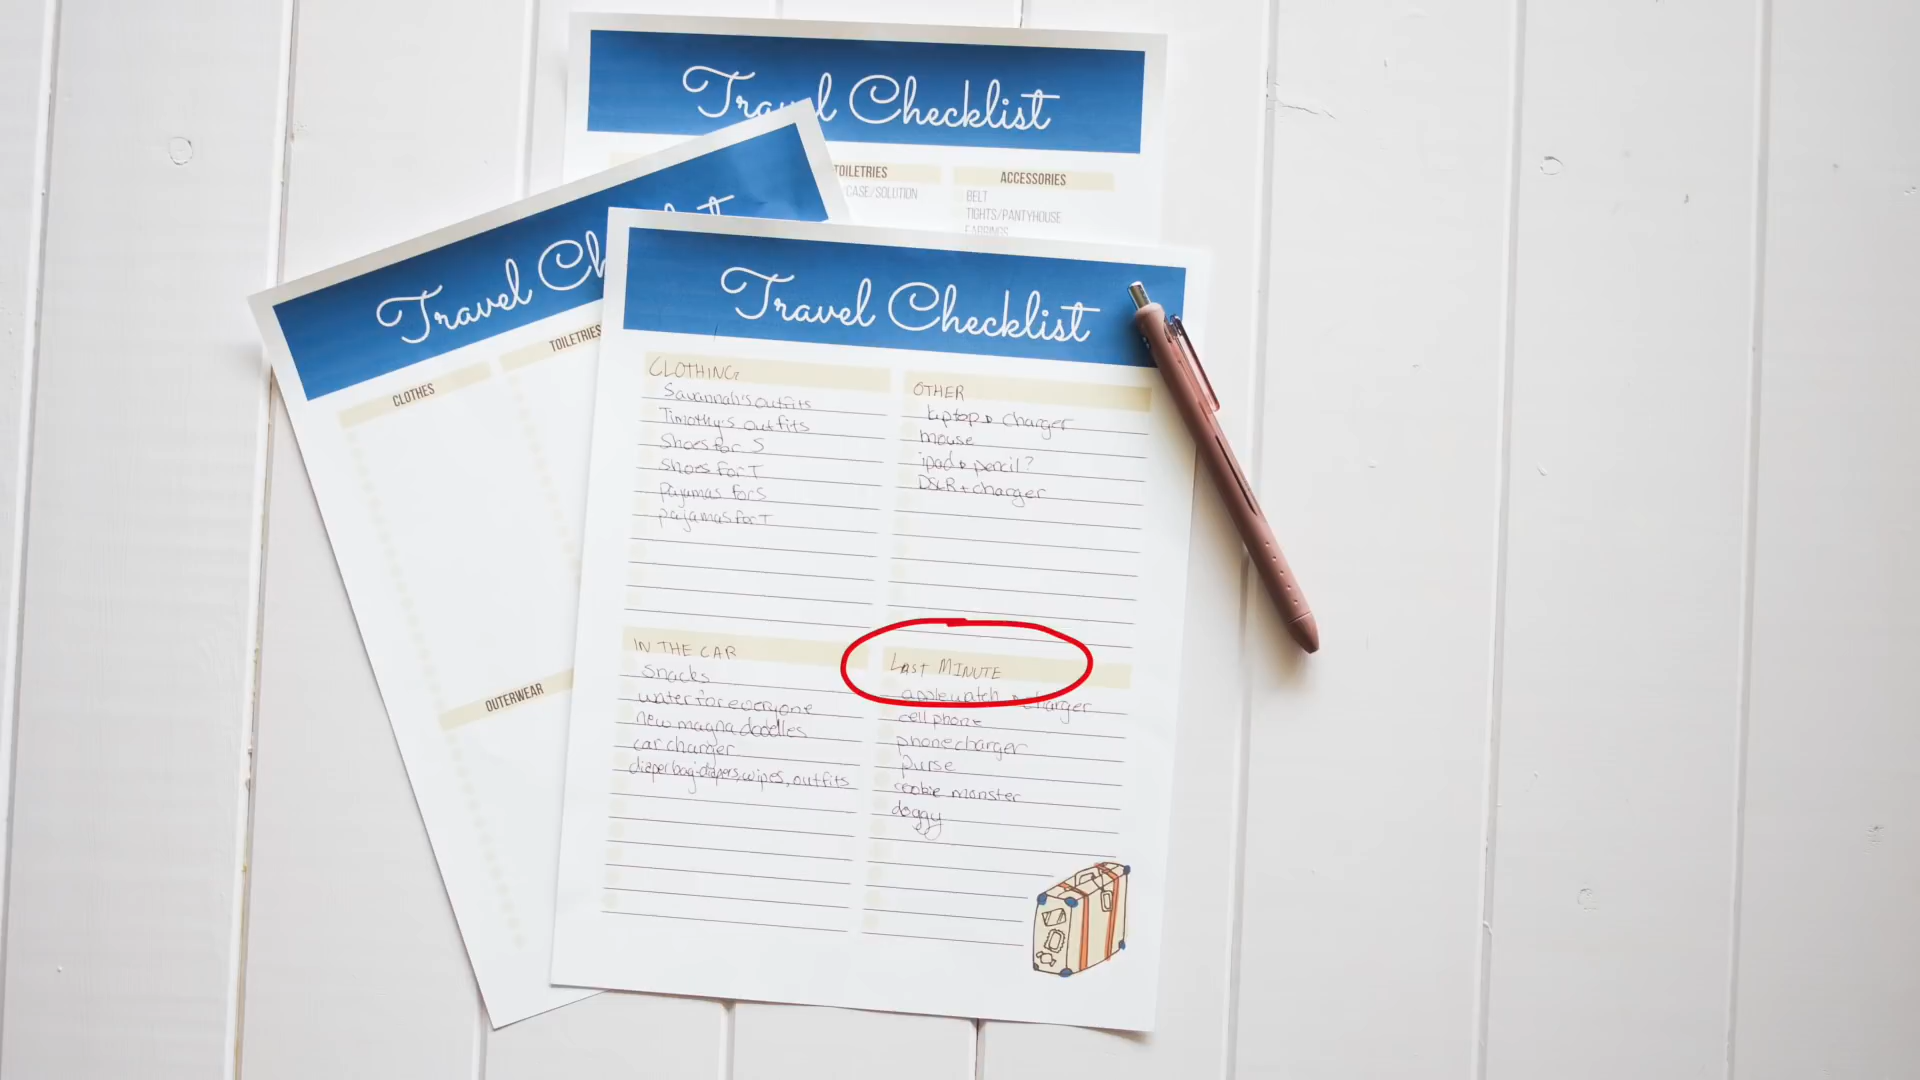 Travel Checklist
TOILETRIES
CASE/SOLUTION
ACCESSORIES
BELT
TIGHTS/PANTYHOUSE
EARRINGS
Travel Ch
CLOTHES
TOILETRIES
OUTERWEAR
Travel Checklist
CLOTHING
Savannah's outfits
Timothy's outfits
Shoes for S
Shoes for T
Pajamas for S
pajamas for T
OTHER
laptop & charger
mouse
ipad & pencil?
DSLR + charger
IN THE CAR
Snacks
water for everyone
new magna doodles
car charger
diaper bag-diapers, wipes, outfits
Last MINUTE
apple watch & charger
cell phone
phone charger
purse
cookie monster
doggy